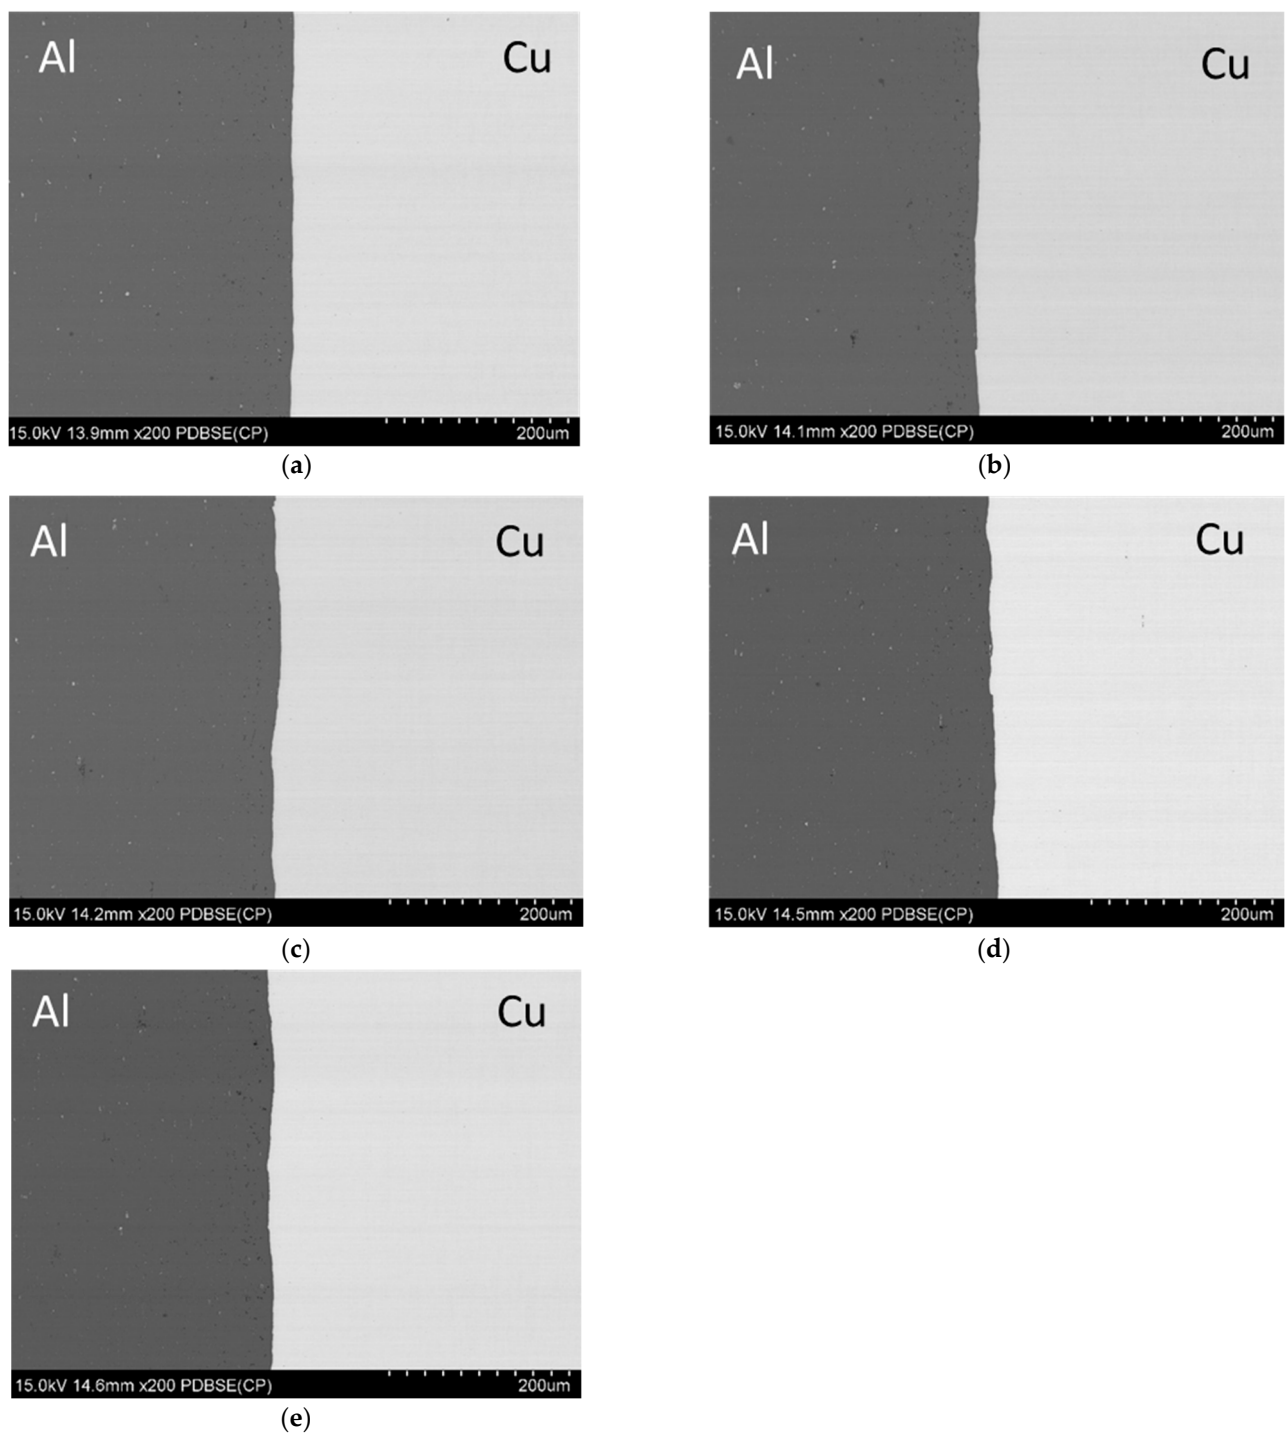 Al Cu
15.0kV 13.9mm x200 PDBSE(CP) 200um
(a)
Al Cu
15.0kV 14.1mm x200 PDBSE(CP) 200um
(b)
Al Cu
15.0kV 14.2mm x200 PDBSE(CP) 200um
(c)
Al Cu
15.0kV 14.5mm x200 PDBSE(CP) 200um
(d)
Al Cu
15.0kV 14.6mm x200 PDBSE(CP) 200um
(e)